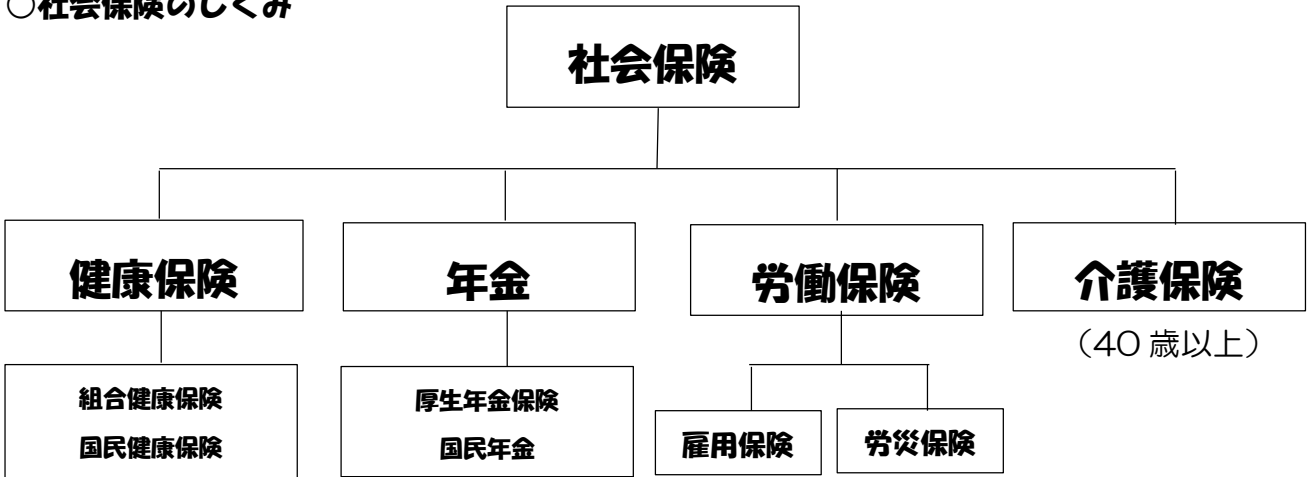 ○社会保険のしくみ
社会保険
健康保険
年金
労働保険
介護保険
（40歳以上）
組合健康保険
国民健康保険
厚生年金保険
国民年金
雇用保険
労災保険